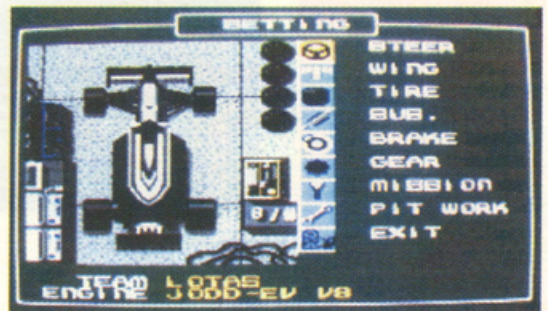 SETTING
STEER
WING
TIRE
SUS.
BRAKE
GEAR
MISSION
PIT WORK
EXIT
TEAM LOTAS
ENGINE JUDD-EV V8